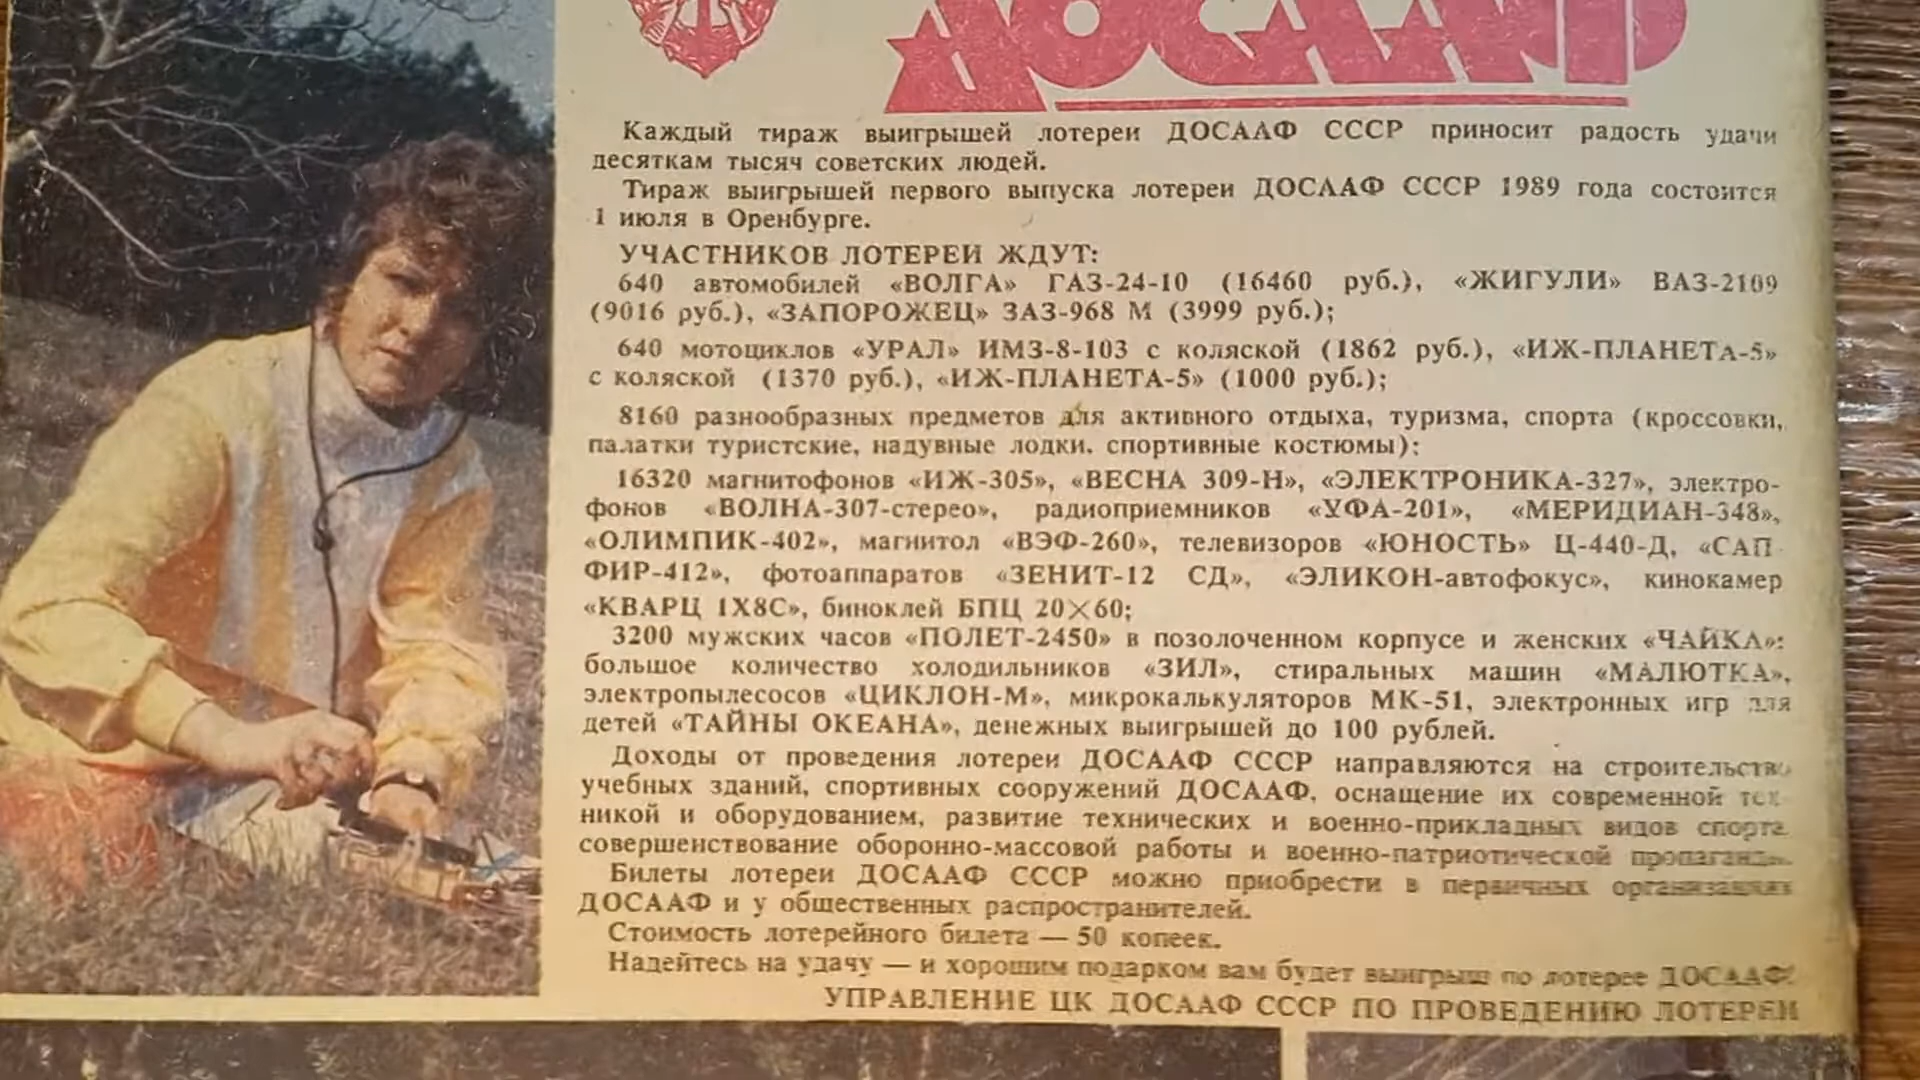 ДОСААФ
Каждый тираж выигрышей лотереи ДОСААФ СССР приносит радость удачи
десяткам тысяч советских людей.
Тираж выигрышей первого выпуска лотереи ДОСААФ СССР 1989 года состоится
1 июля в Оренбурге.
УЧАСТНИКОВ ЛОТЕРЕИ ЖДУТ:
640 автомобилей «ВОЛГА» ГАЗ-24-10 (16460 руб.), «ЖИГУЛИ» ВАЗ-2109
(9016 руб.), «ЗАПОРОЖЕЦ» ЗАЗ-968 М (3999 руб.);
640 мотоциклов «УРАЛ» ИМЗ-8-103 с коляской (1862 руб.), «ИЖ-ПЛАНЕТА-5»
с коляской (1370 руб.), «ИЖ-ПЛАНЕТА-5» (1000 руб.);
8160 разнообразных предметов для активного отдыха, туризма, спорта (кроссовки,
палатки туристские, надувные лодки, спортивные костюмы);
16320 магнитофонов «ИЖ-305», «ВЕСНА 309-Н», «ЭЛЕКТРОНИКА-327», электро-
фонов «ВОЛНА-307-стерео», радиоприемников «УФА-201», «МЕРИДИАН-348»,
«ОЛИМПИК-402», магнитол «ВЭФ-260», телевизоров «ЮНОСТЬ» Ц-440-Д, «САП-
ФИР-412», фотоаппаратов «ЗЕНИТ-12 СД», «ЭЛИКОН-автофокус», кинокамер
«КВАРЦ 1Х8С», биноклей БПЦ 20×60;
3200 мужских часов «ПОЛЕТ-2450» в позолоченном корпусе и женских «ЧАЙКА»;
большое количество холодильников «ЗИЛ», стиральных машин «МАЛЮТКА»,
электропылесосов «ЦИКЛОН-М», микрокалькуляторов МК-51, электронных игр для
детей «ТАЙНЫ ОКЕАНА», денежных выигрышей до 100 рублей.
Доходы от проведения лотереи ДОСААФ СССР направляются на строительство
учебных зданий, спортивных сооружений ДОСААФ, оснащение их современной тех-
никой и оборудованием, развитие технических и военно-прикладных видов спорта,
совершенствование оборонно-массовой работы и военно-патриотической пропаганды.
Билеты лотереи ДОСААФ СССР можно приобрести в первичных организациях
ДОСААФ и у общественных распространителей.
Стоимость лотерейного билета — 50 копеек.
Надейтесь на удачу — и хорошим подарком вам будет выигрыш по лотерее ДОСААФ!
УПРАВЛЕНИЕ ЦК ДОСААФ СССР ПО ПРОВЕДЕНИЮ ЛОТЕРЕИ